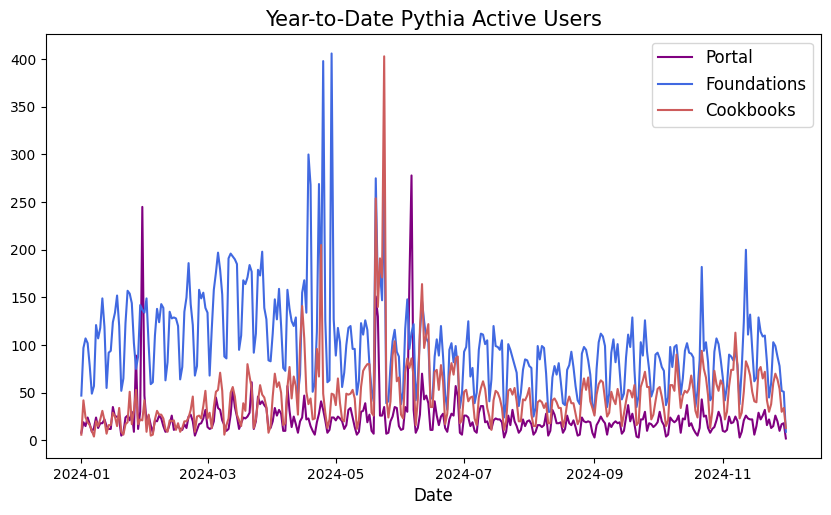 Year-to-Date Pythia Active Users
Portal
Foundations
Cookbooks
400
350
300
250
200
150
100
50
0
2024-01 2024-03 2024-05 2024-07 2024-09 2024-11
Date